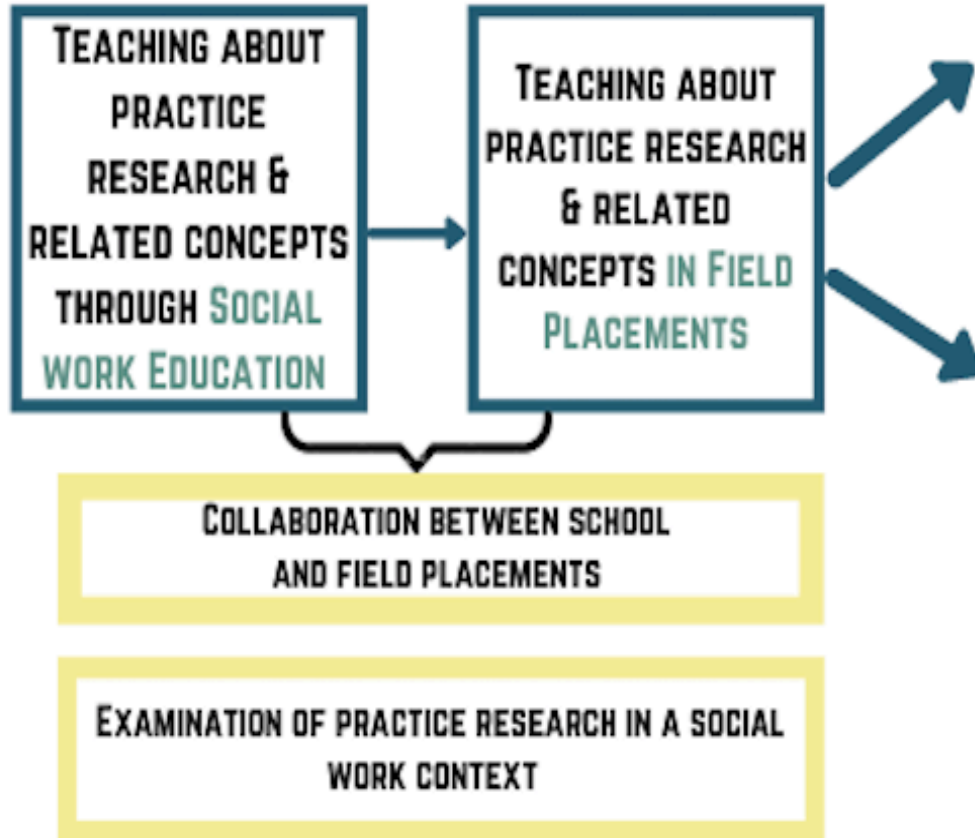 TEACHING ABOUT
PRACTICE
RESEARCH &
RELATED CONCEPTS
THROUGH SOCIAL
WORK EDUCATION
TEACHING ABOUT
PRACTICE RESEARCH
& RELATED
CONCEPTS IN FIELD
PLACEMENTS
COLLABORATION BETWEEN SCHOOL
AND FIELD PLACEMENTS
EXAMINATION OF PRACTICE RESEARCH IN A SOCIAL
WORK CONTEXT